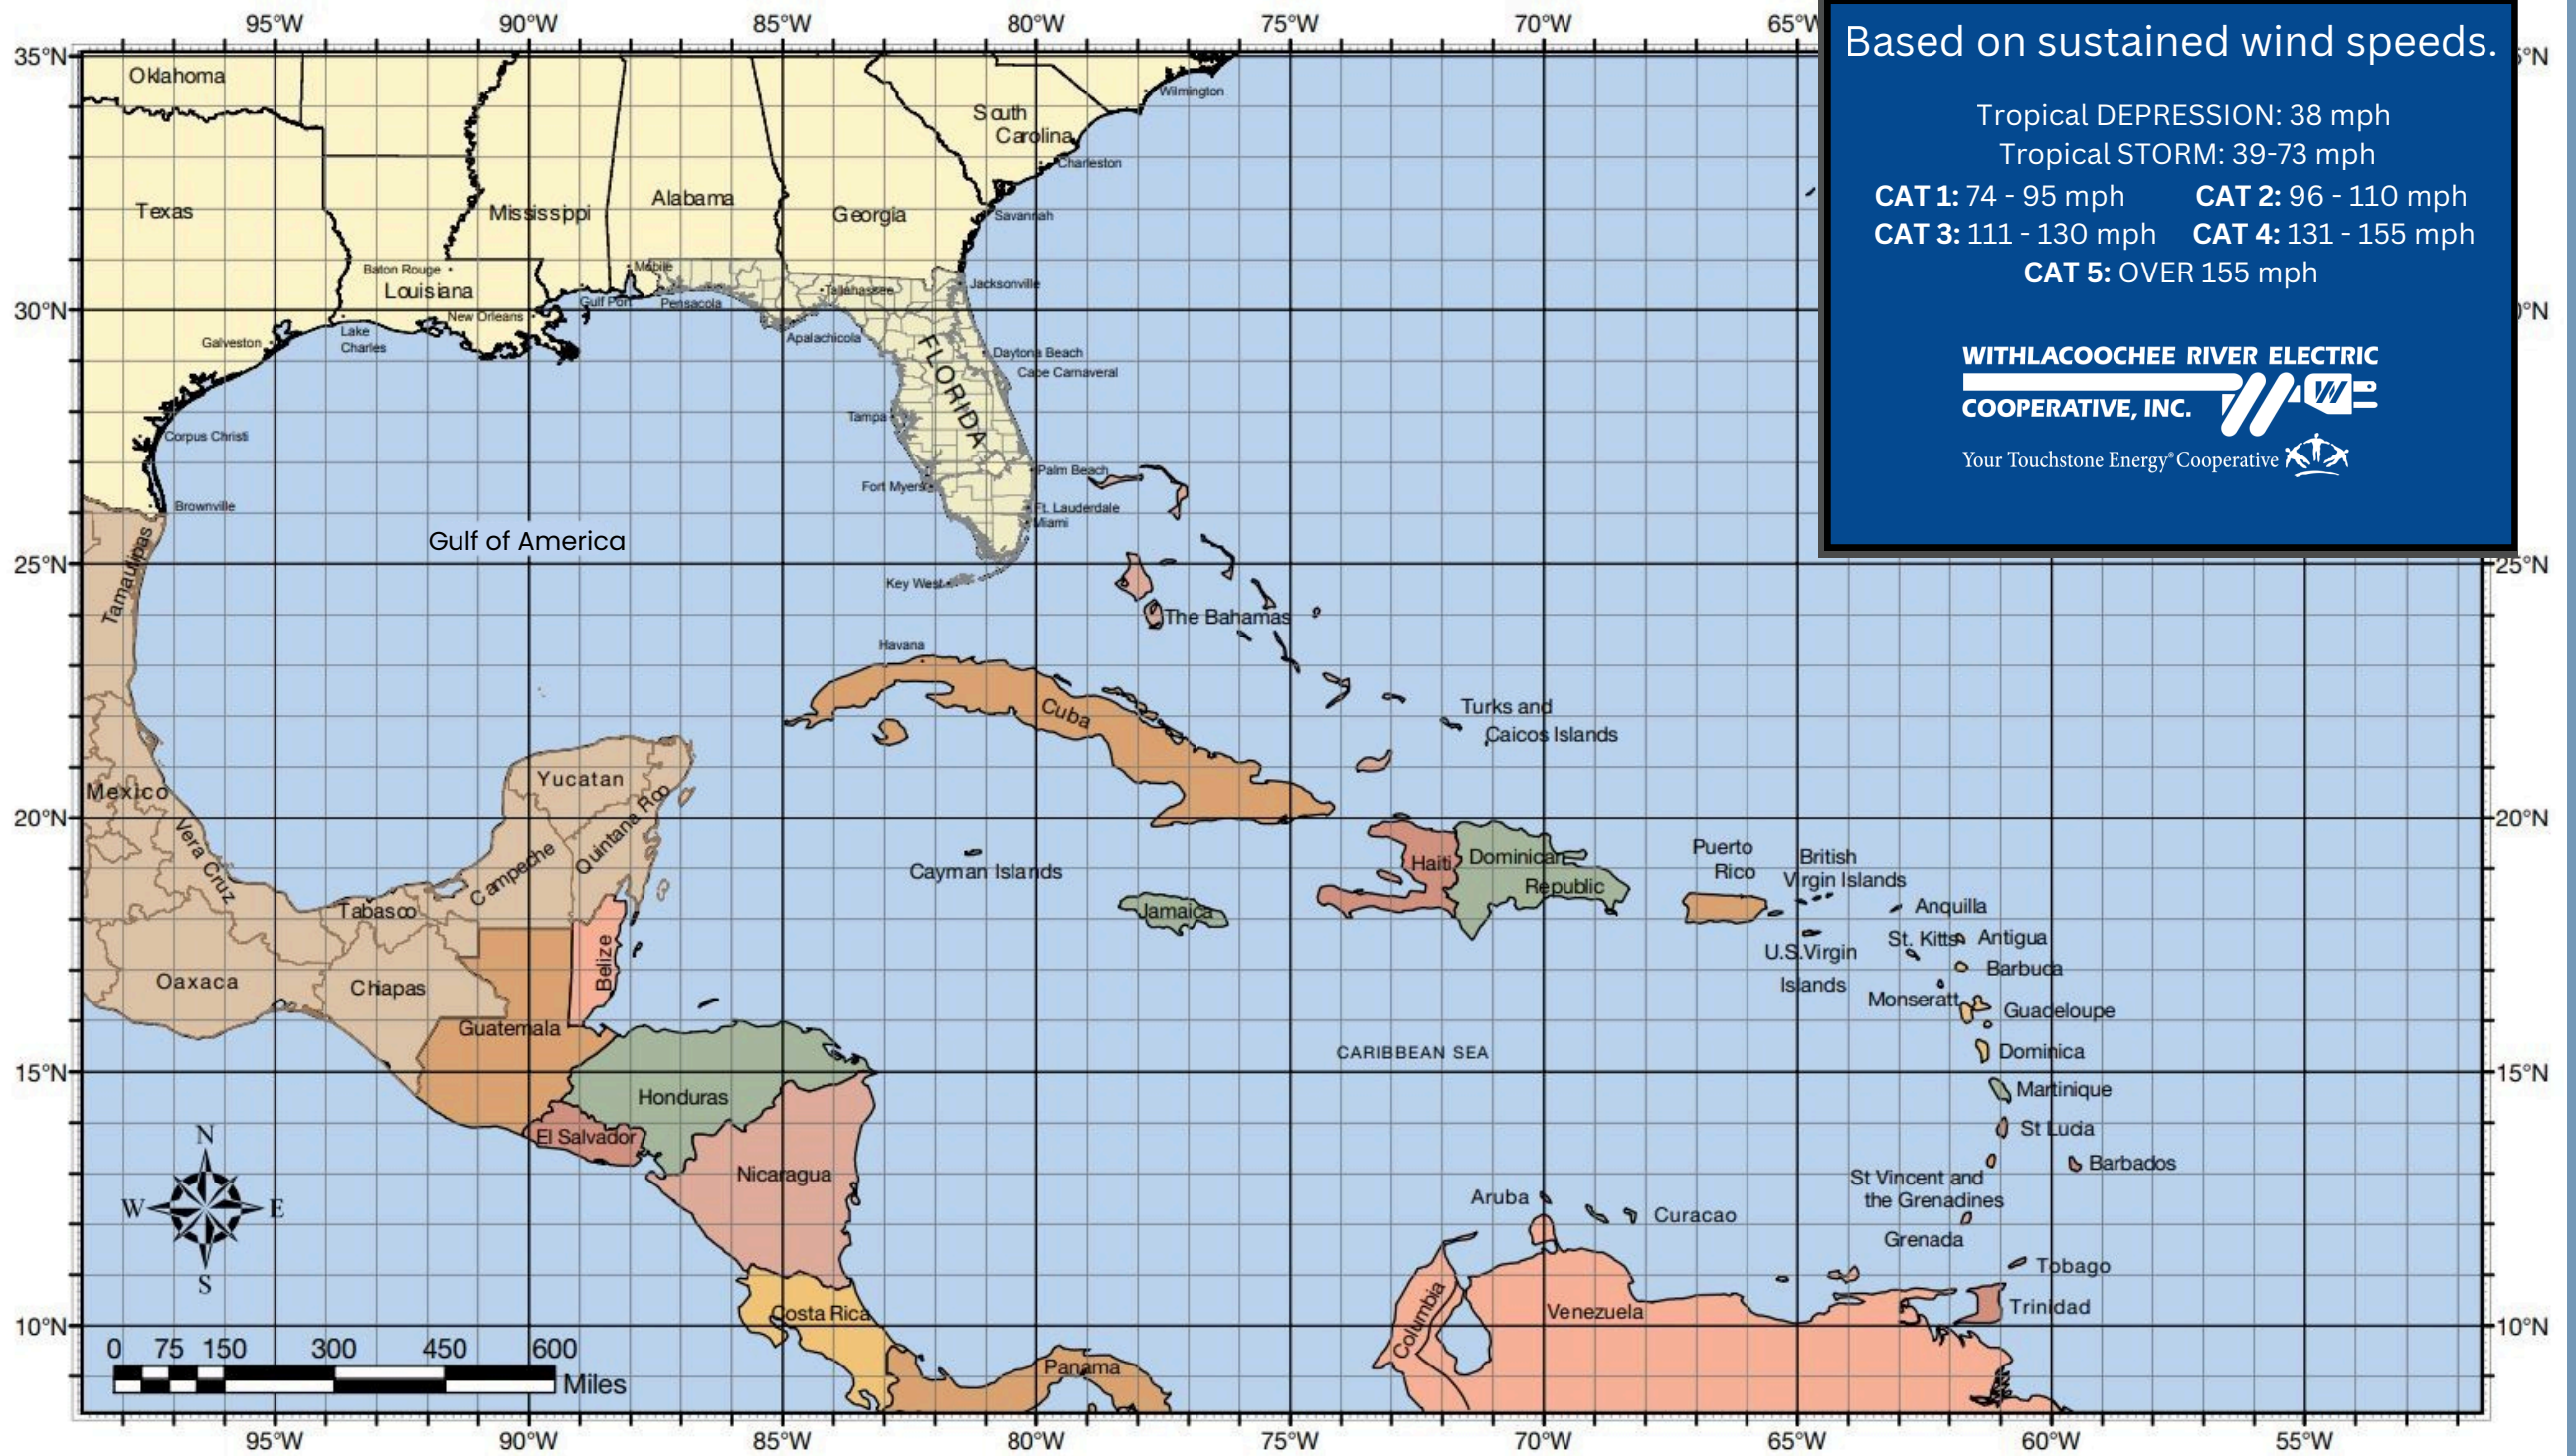 95°W 90°W 85°W 80°W 75°W 70°W 65°W
Based on sustained wind speeds.
Tropical DEPRESSION: 38 mph
Tropical STORM: 39-73 mph
CAT 1: 74 - 95 mph CAT 2: 96 - 110 mph
CAT 3: 111 - 130 mph CAT 4: 131 - 155 mph
CAT 5: OVER 155 mph
WITHLACOOCHEE RIVER ELECTRIC
COOPERATIVE, INC.
W
Your Touchstone Energy® Cooperative
35°N
Oklahoma
Wilmington
South
Carolina
Charleston
Texas
Mississippi
Alabama
Georgia
Savannah
Baton Rouge
Louisiana
Mobile
Gulf Port
Pensacola
Tallahassee
Jacksonville
30°N
New Orleans
Lake
Charles
Galveston
Apalachicola
FLORIDA
Daytona Beach
Cape Carnaveral
Tampa
Corpus Christi
Palm Beach
Fort Myers
Brownville
Ft. Lauderdale
Miami
Gulf of America
25°N 25°N
Tamaulipas
Key West
The Bahamas
Havana
Cuba
Turks and
Caicos Islands
Yucatan
Mexico
Quintana Roo
20°N 20°N
Vera Cruz
Campeche
Cayman Islands
Haiti
Dominican
Republic
Puerto
Rico
British
Virgin Islands
Tabasco
Jamaica
Anquilla
St. Kitts
Antigua
U.S.Virgin
Islands
Belize
Barbuda
Oaxaca
Chiapas
Monseratt
Guadeloupe
Guatemala
CARIBBEAN SEA
Dominica
15°N 15°N
Honduras
Martinique
El Salvador
St Lucia
Nicaragua
Barbados
St Vincent and
the Grenadines
N
W E
S
Aruba
Curacao
Grenada
Tobago
Costa Rica
Columbia
Venezuela
Trinidad
10°N 10°N
0 75 150 300 450 600
Miles
Panama
95°W 90°W 85°W 80°W 75°W 70°W 65°W 60°W 55°W